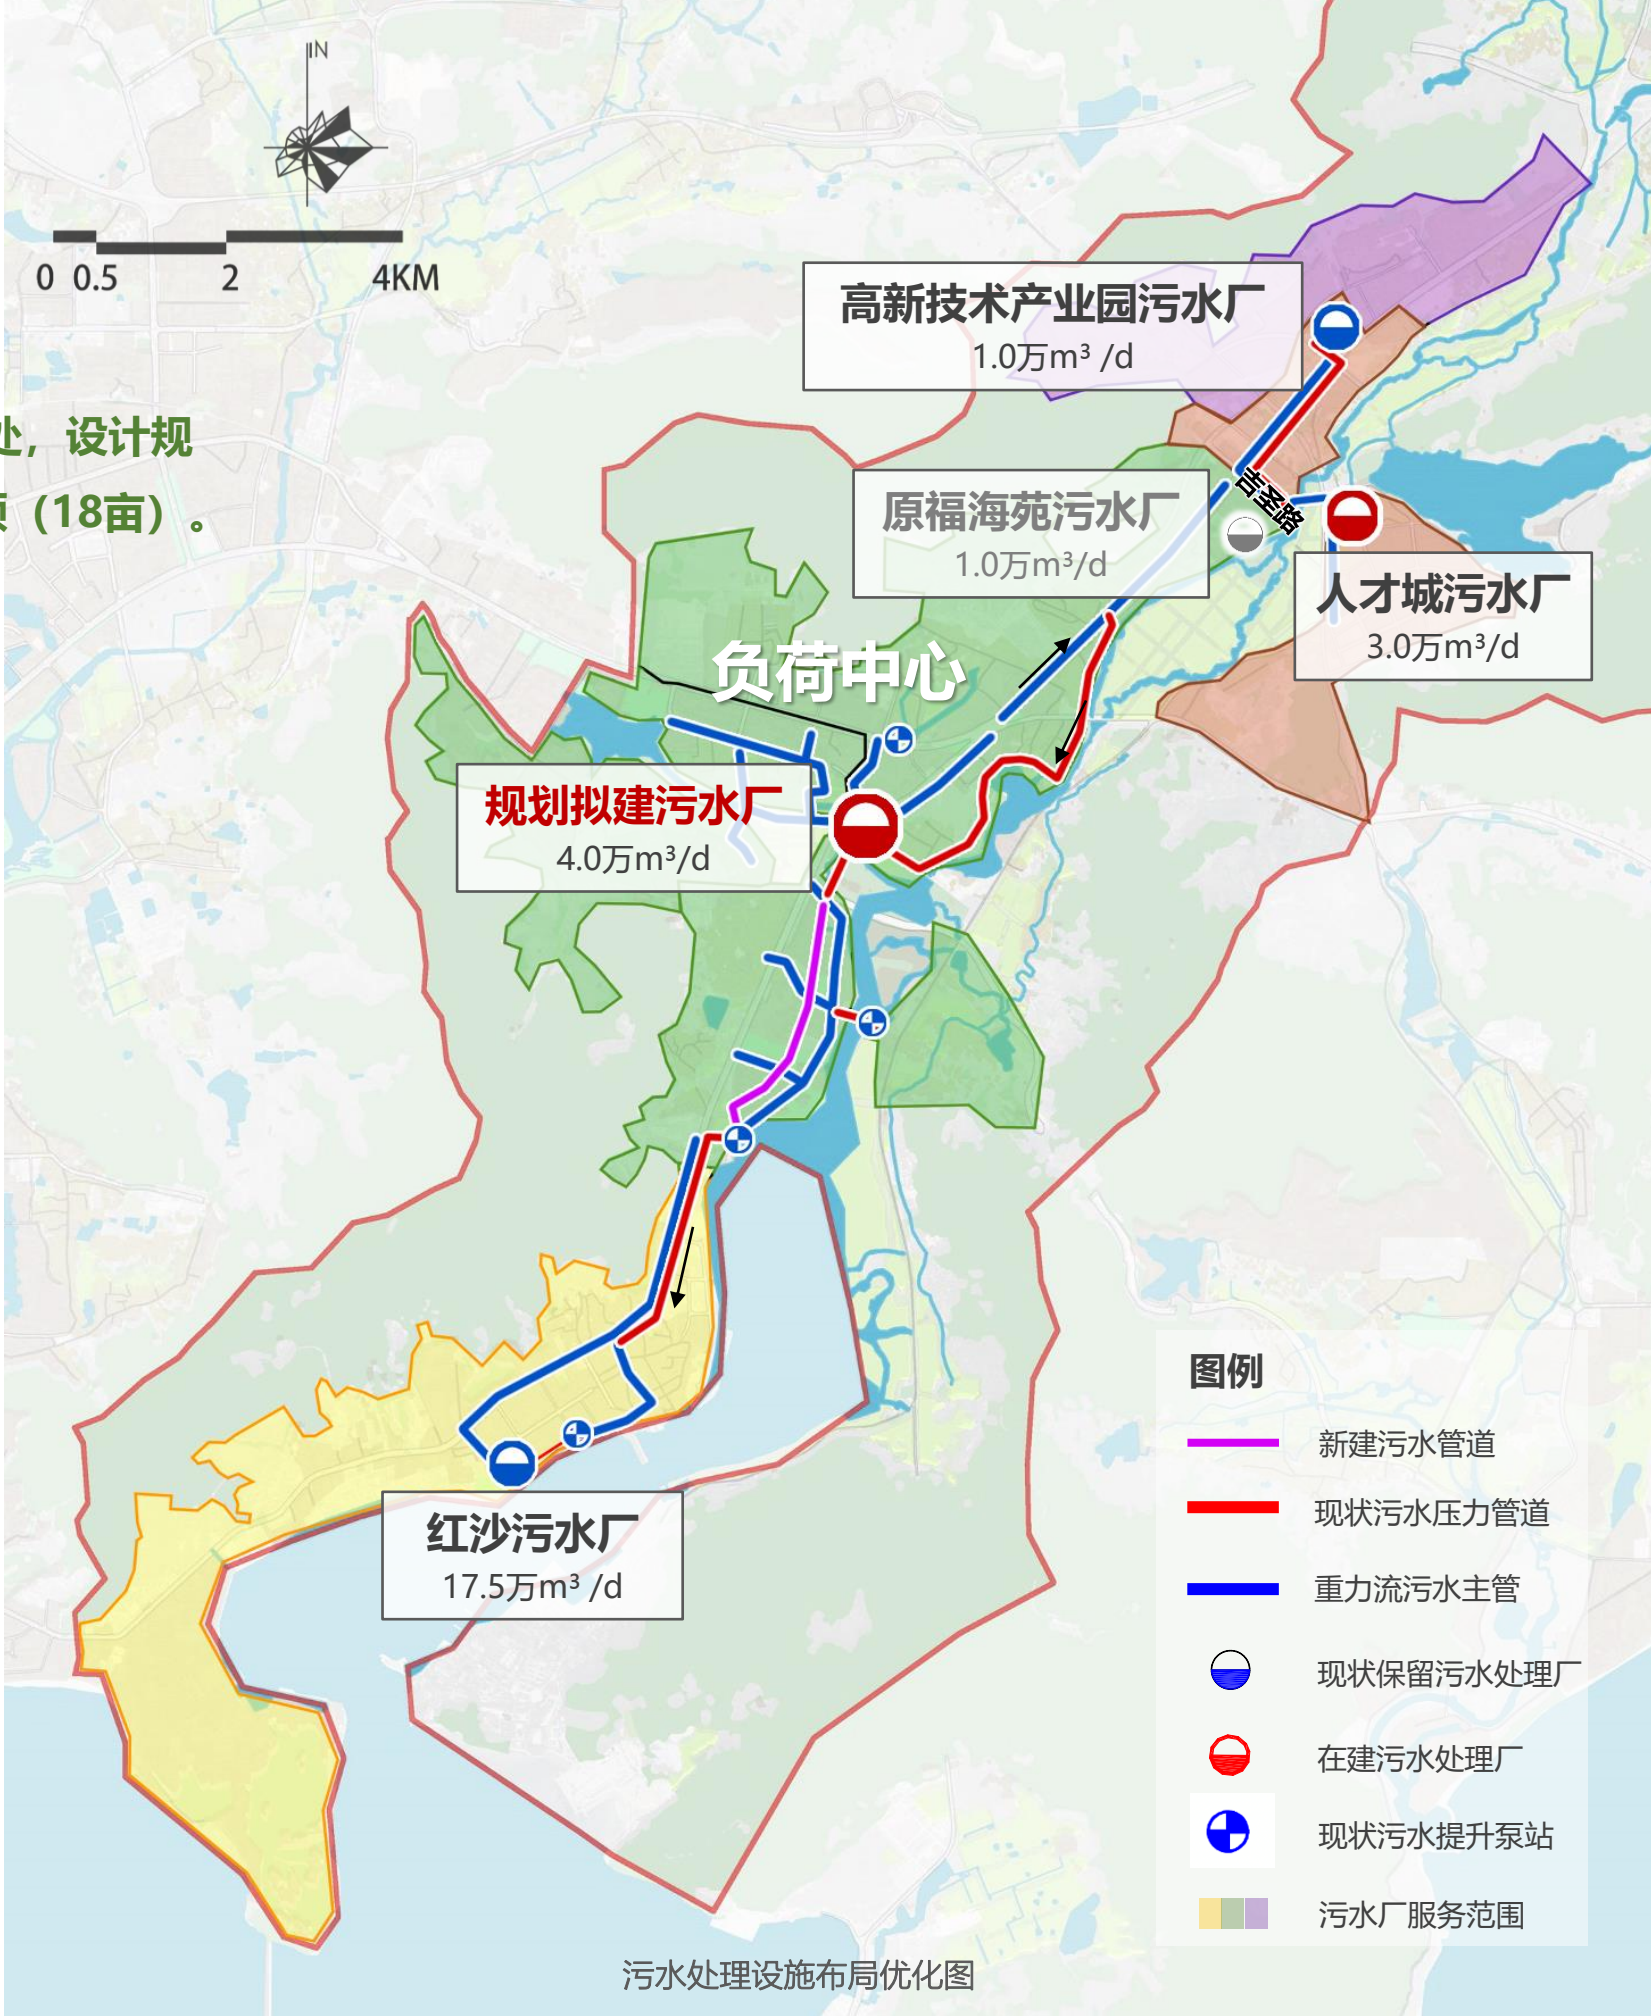 N
0 0.5 2 4KM
处，设计规
（18亩）。
高新技术产业园污水厂
1.0万m³ /d
原福海苑污水厂
1.0万m³/d
吉圣路
人才城污水厂
3.0万m³/d
负荷中心
规划拟建污水厂
4.0万m³/d
红沙污水厂
17.5万m³ /d
图例
新建污水管道
现状污水压力管道
重力流污水主管
现状保留污水处理厂
在建污水处理厂
现状污水提升泵站
污水厂服务范围
污水处理设施布局优化图